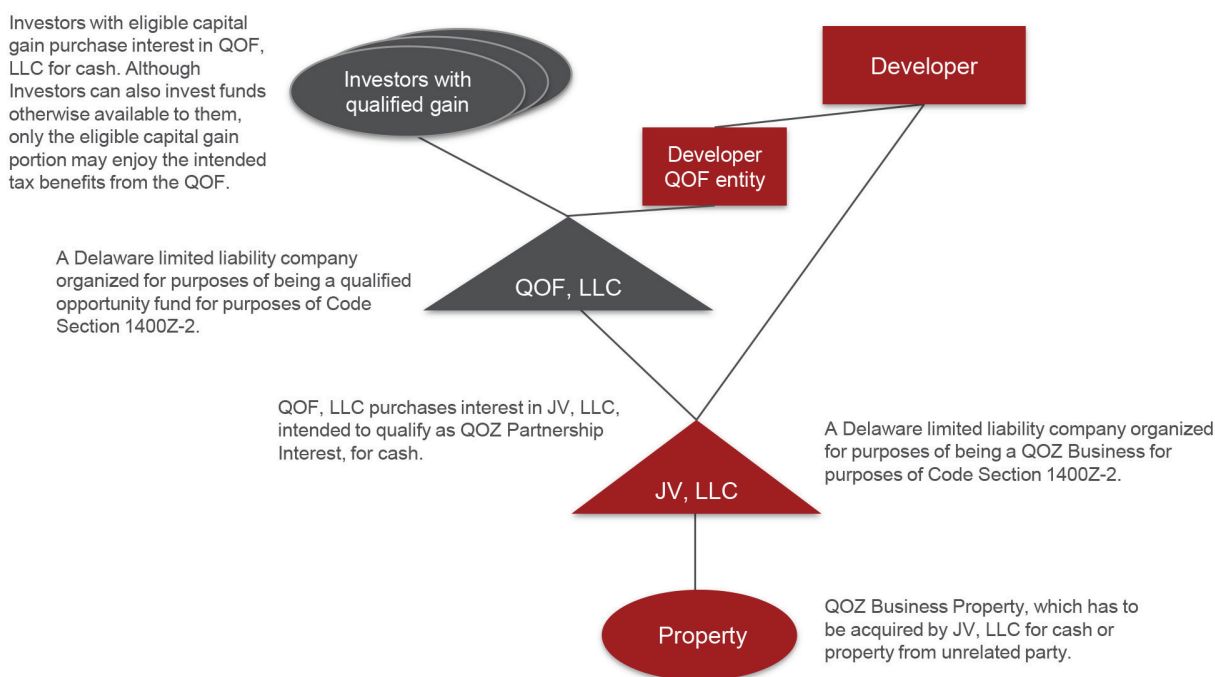 Investors with eligible capital
gain purchase interest in QOF,
LLC for cash. Although
Investors can also invest funds
otherwise available to them,
only the eligible capital gain
portion may enjoy the intended
tax benefits from the QOF.
Investors with
qualified gain
Developer
Developer
QOF entity
A Delaware limited liability company
organized for purposes of being a qualified
opportunity fund for purposes of Code
Section 1400Z-2.
QOF, LLC
QOF, LLC purchases interest in JV, LLC,
intended to qualify as QOZ Partnership
Interest, for cash.
A Delaware limited liability company organized
for purposes of being a QOZ Business for
purposes of Code Section 1400Z-2.
JV, LLC
Property
QOZ Business Property, which has to
be acquired by JV, LLC for cash or
property from unrelated party.